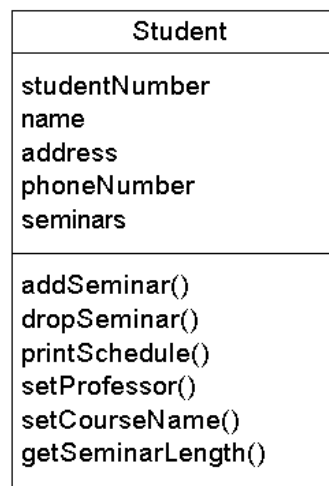 Student
studentNumber
name
address
phoneNumber
seminars
addSeminar()
dropSeminar()
printSchedule()
setProfessor()
setCourseName()
getSeminarLength()